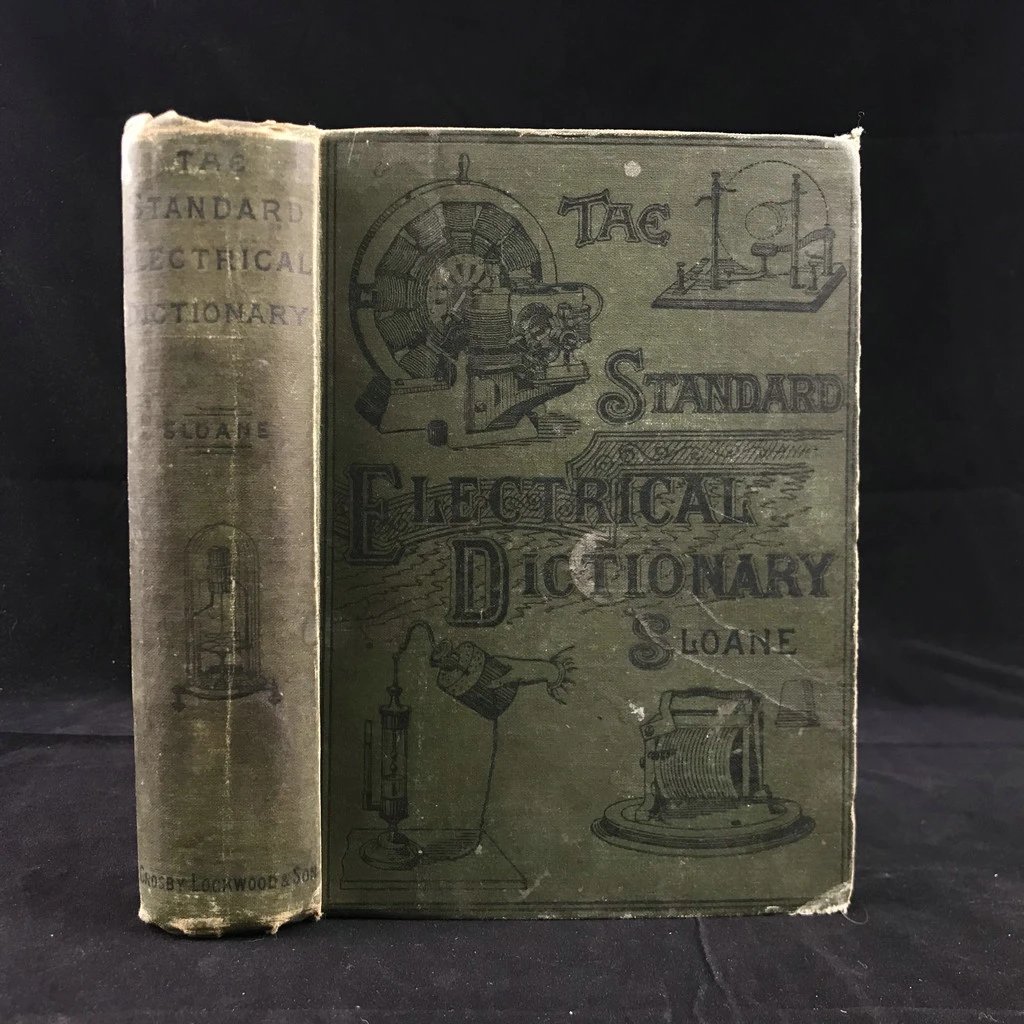 THE
STANDARD
ELECTRICAL
DICTIONARY
SLOANE
CROSBY LOCKWOOD & SON
THE
STANDARD
ELECTRICAL
DICTIONARY
SLOANE